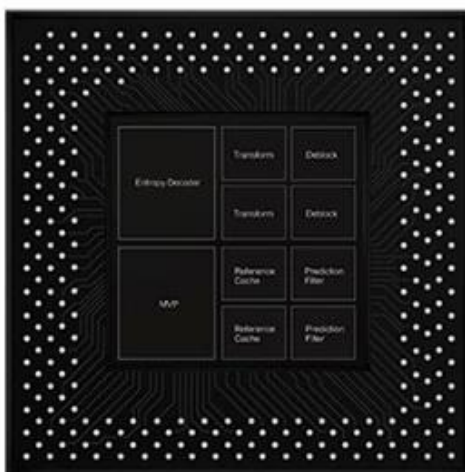 Entropy Decoder
Transform
Deblock
Transform
Deblock
MVP
Reference
Cache
Prediction
Filter
Reference
Cache
Prediction
Filter